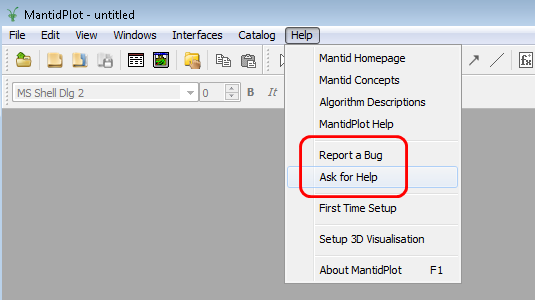 MantidPlot - untitled
File Edit View Windows Interfaces Catalog Help
Mantid Homepage
Mantid Concepts
Algorithm Descriptions
MantidPlot Help
Report a Bug
Ask for Help
First Time Setup
Setup 3D Visualisation
About MantidPlot F1
MS Shell Dlg 2 0 B It
fx